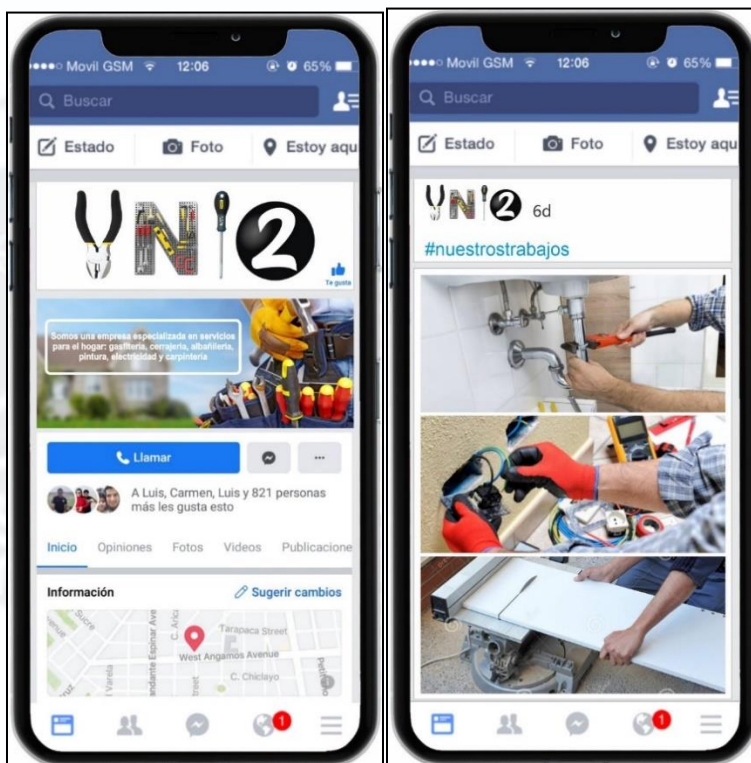 Movil GSM 12:06 65%
Buscar
Estado Foto Estoy aqu
YNi2
Te gusta
Somos una empresa especializada en servicios
para el hogar: gasfitería, cerrajería, albañilería,
pintura, electricidad y carpintería
Llamar
A Luis, Carmen, Luis y 821 personas
más les gusta esto
Inicio Opiniones Fotos Videos Publicacione
Información Sugerir cambios
Tarapaca Street
West Angamos Avenue
C. Chiclayo
1
Movil GSM 12:06 65%
Buscar
Estado Foto Estoy aqu
YNi2 6d
#nuestrostrabajos
1